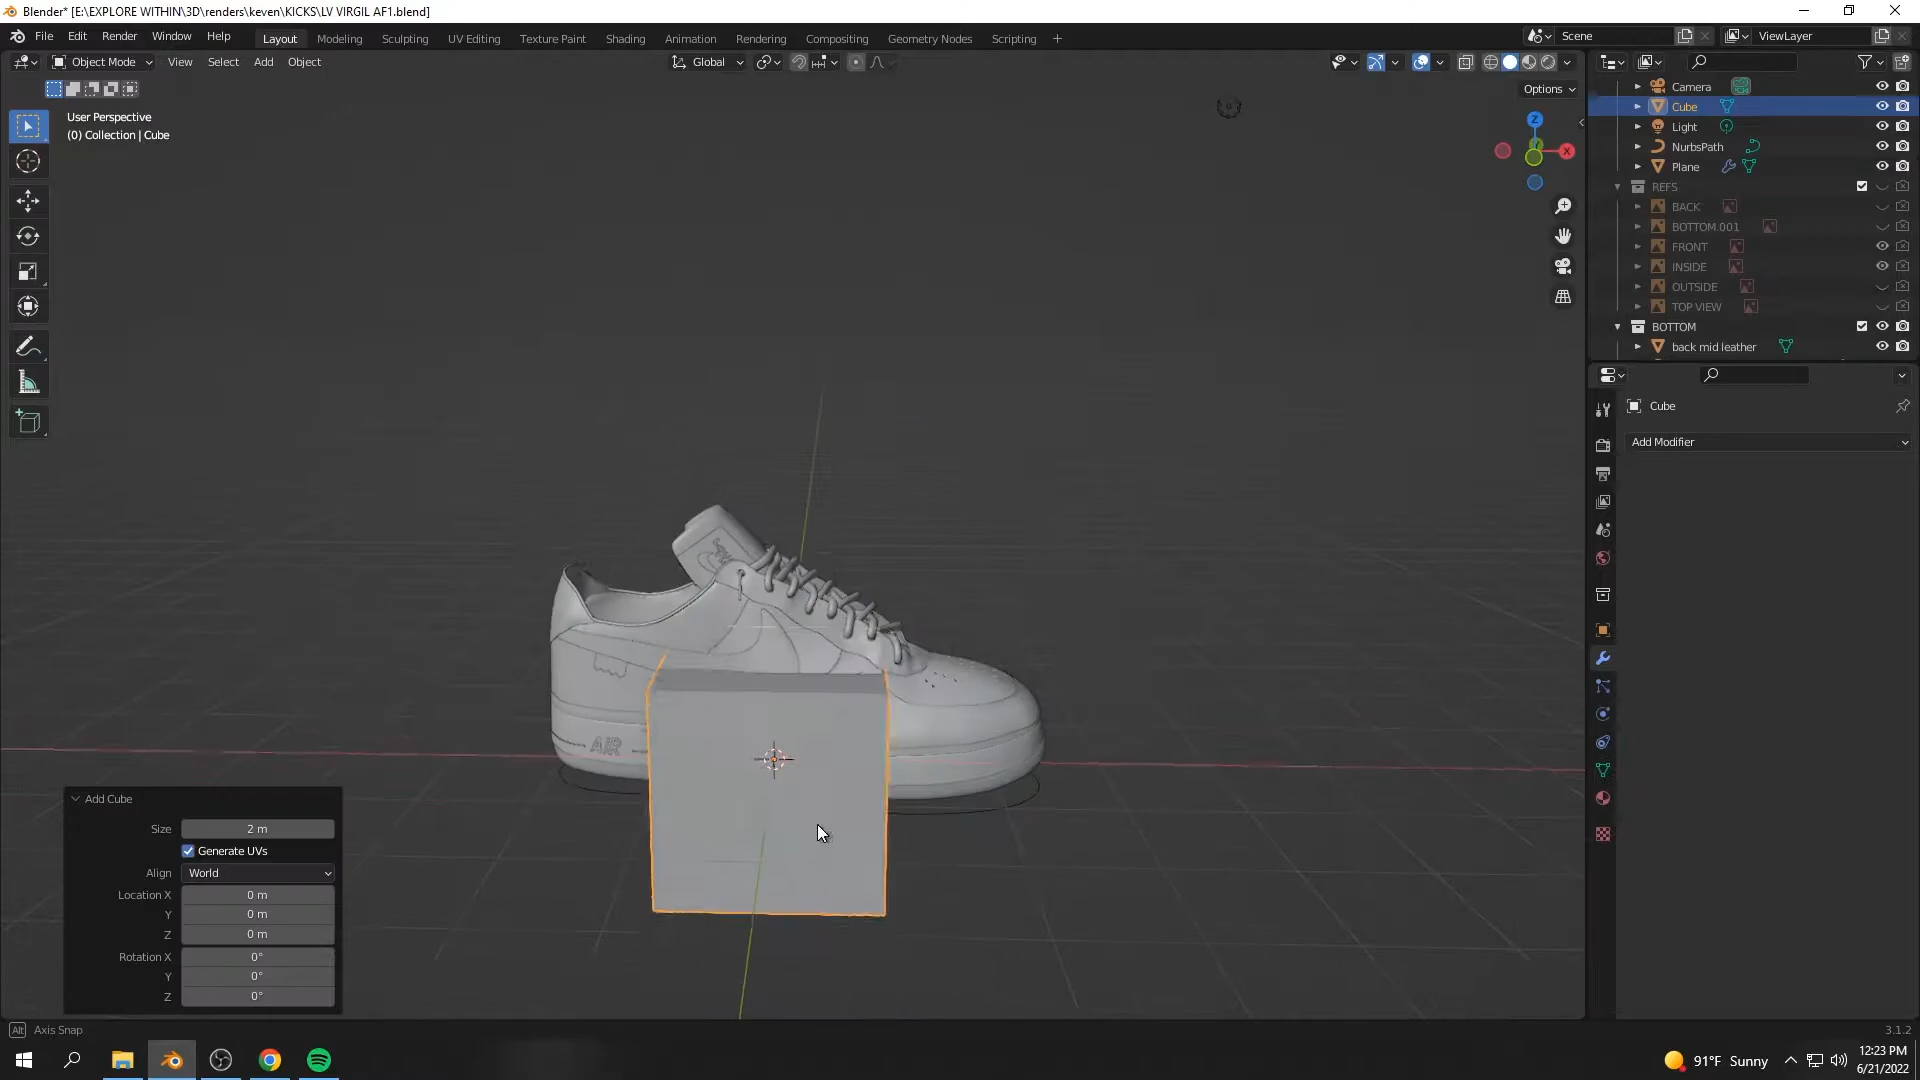 Blender* [E:\EXPLORE WITHIN\3D\renders\keven\KICKS\LV VIRGIL AF1.blend]
File Edit Render Window Help Layout Modeling Sculpting UV Editing Texture Paint Shading Animation Rendering Compositing Geometry Nodes Scripting + Scene ViewLayer
Object Mode View Select Add Object Global
Options
User Perspective
(0) Collection | Cube
Z
X
Camera
Cube
Light
NurbsPath
Plane
REFS
BACK
BOTTOM.001
FRONT
INSIDE
OUTSIDE
TOP VIEW
BOTTOM
back mid leather
Cube
Add Modifier
AIR
Add Cube
Size 2 m
Generate UVs
Align World
Location X 0 m
Y 0 m
Z 0 m
Rotation X 0°
Y 0°
Z 0°
Alt Axis Snap
3.1.2
91°F Sunny
12:23 PM
6/21/2022